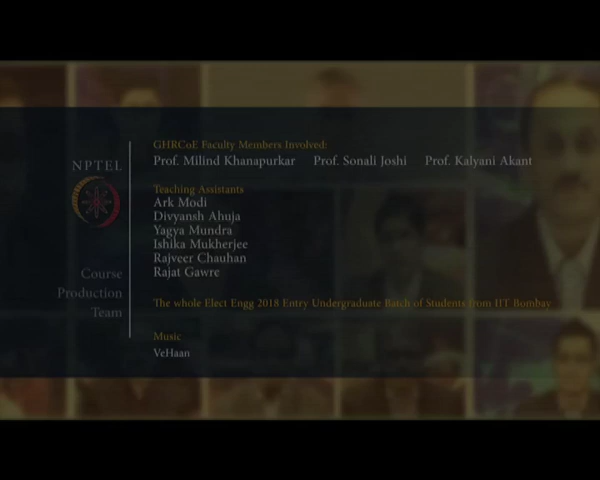 NPTEL
Course
Production
Team
GHRCoE Faculty Members Involved:
Prof. Milind Khanapurkar Prof. Sonali Joshi Prof. Kalyani Akant
Teaching Assistants
Ark Modi
Divyansh Ahuja
Yagya Mundra
Ishika Mukherjee
Rajveer Chauhan
Rajat Gawre
The whole Elect Engg 2018 Entry Undergraduate Batch of Students from IIT Bombay
Music
VeHaan